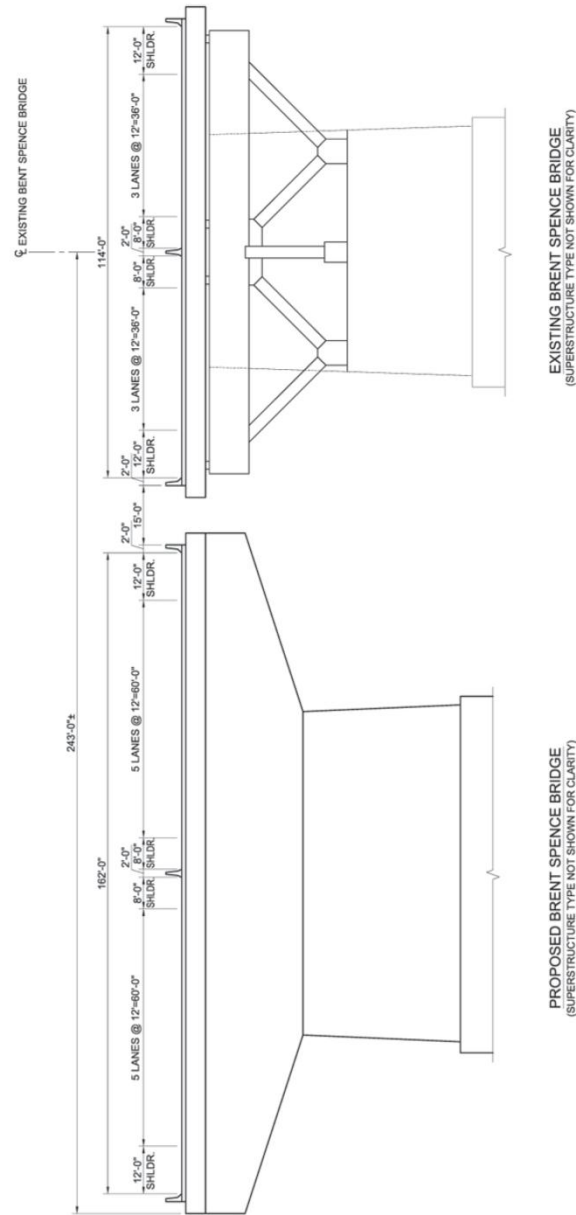 ℄ EXISTING BENT SPENCE BRIDGE
243'-0"±
162'-0"
114'-0"
12'-0"
SHLDR.
5 LANES @ 12'=60'-0"
8'-0"
SHLDR.
2'-0"
8'-0"
SHLDR.
5 LANES @ 12'=60'-0"
12'-0"
SHLDR.
2'-0"
15'-0"
2'-0"
12'-0"
SHLDR.
3 LANES @ 12'=36'-0"
8'-0"
SHLDR.
2'-0"
8'-0"
SHLDR.
3 LANES @ 12'=36'-0"
12'-0"
SHLDR.
PROPOSED BRENT SPENCE BRIDGE
(SUPERSTRUCTURE TYPE NOT SHOWN FOR CLARITY)
EXISTING BRENT SPENCE BRIDGE
(SUPERSTRUCTURE TYPE NOT SHOWN FOR CLARITY)